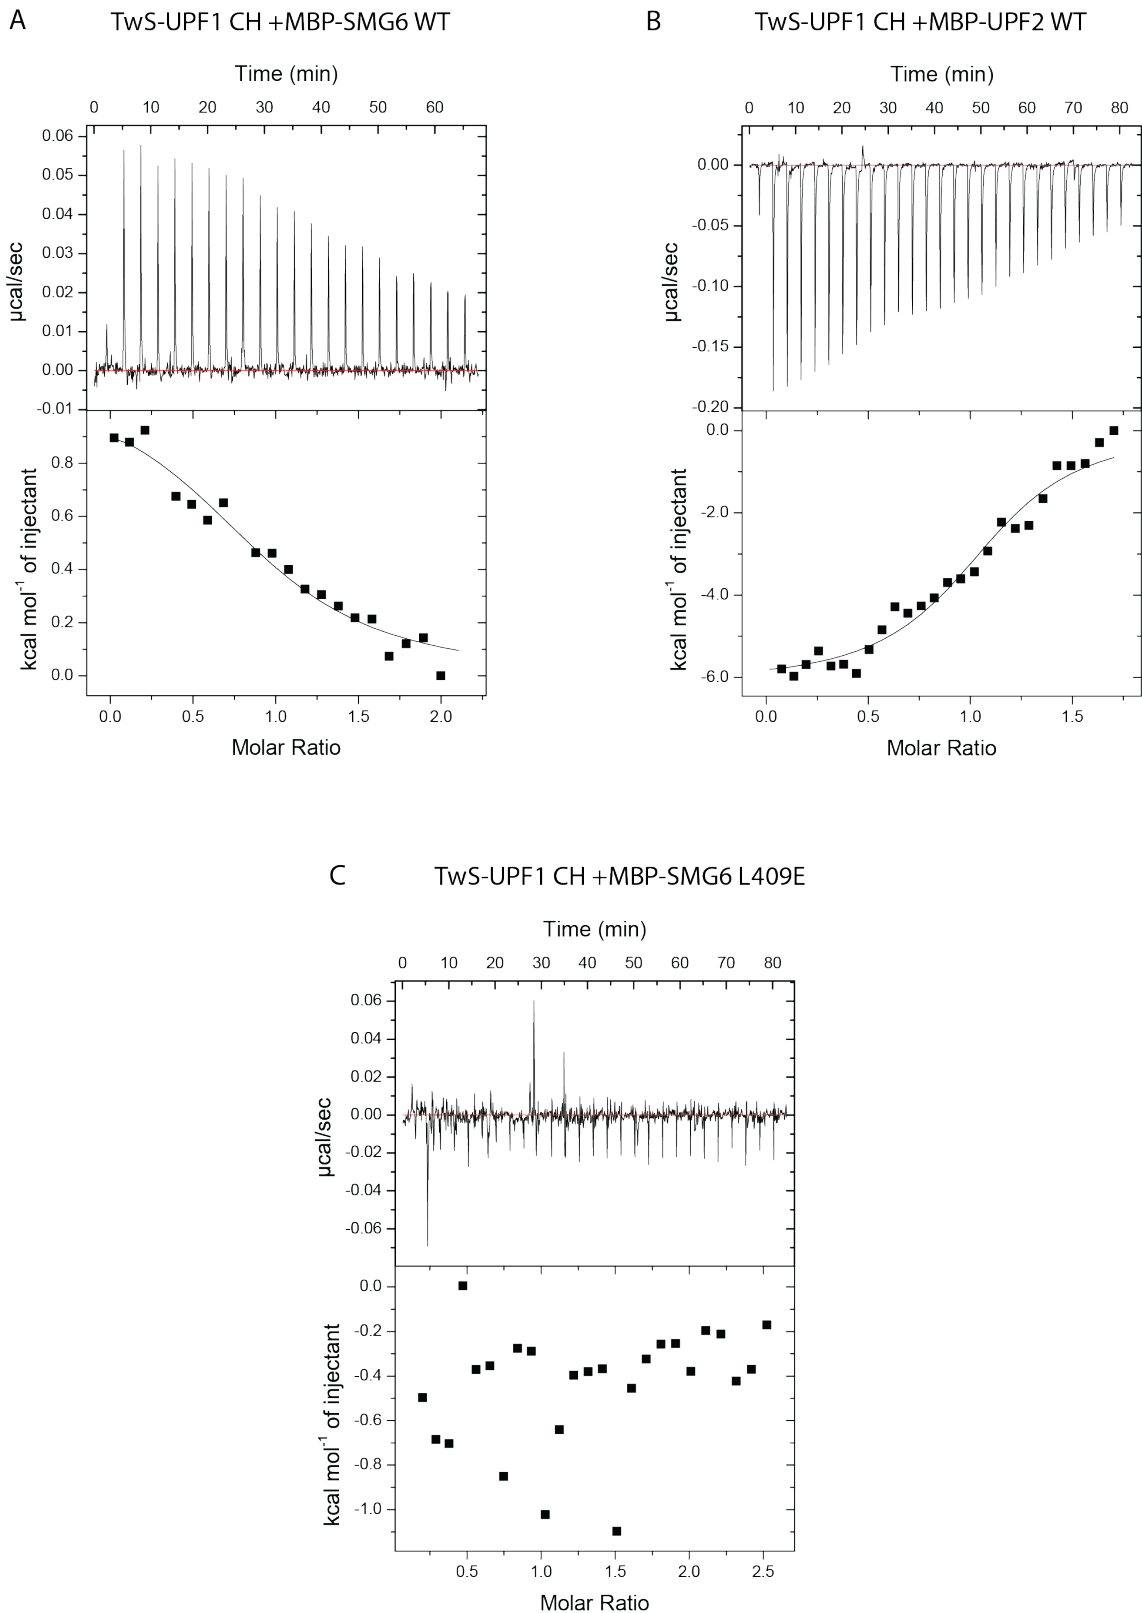 A TwS-UPF1 CH +MBP-SMG6 WT
Time (min)
0 10 20 30 40 50 60
0.06
0.05
0.04
0.03
0.02
0.01
0.00
-0.01
µcal/sec
0.8
0.6
0.4
0.2
0.0
kcal mol⁻¹ of injectant
0.0 0.5 1.0 1.5 2.0
Molar Ratio
B TwS-UPF1 CH +MBP-UPF2 WT
Time (min)
0 10 20 30 40 50 60 70 80
0.00
-0.05
-0.10
-0.15
-0.20
µcal/sec
0.0
-2.0
-4.0
-6.0
kcal mol⁻¹ of injectant
0.0 0.5 1.0 1.5
Molar Ratio
C TwS-UPF1 CH +MBP-SMG6 L409E
Time (min)
0 10 20 30 40 50 60 70 80
0.06
0.04
0.02
0.00
-0.02
-0.04
-0.06
µcal/sec
0.0
-0.2
-0.4
-0.6
-0.8
-1.0
kcal mol⁻¹ of injectant
0.5 1.0 1.5 2.0 2.5
Molar Ratio